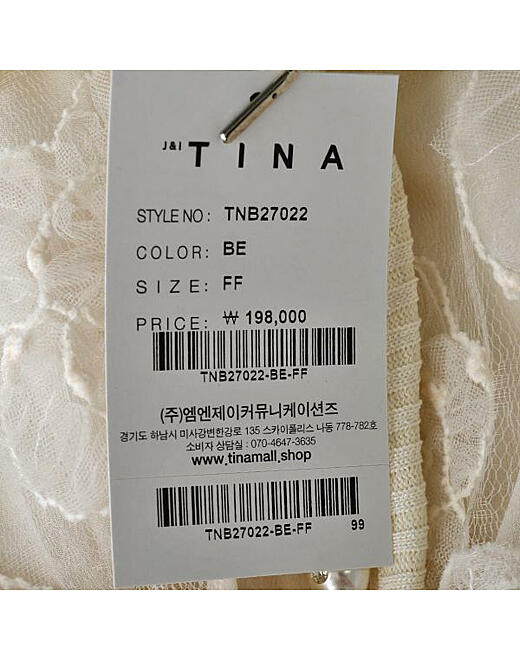 J&I TINA
STYLE NO: TNB27022
COLOR: BE
SIZE: FF
PRICE: ₩ 198,000
TNB27022-BE-FF
(주)엠엔제이커뮤니케이션즈
경기도 하남시 미사강변한강로 135 스카이폴리스 나동 778-782호
소비자 상담실 : 070-4647-3635
www.tinamall.shop
TNB27022-BE-FF 99